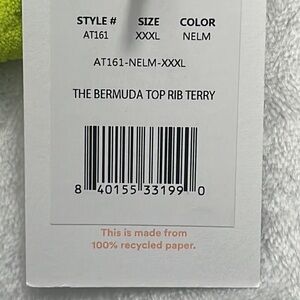 STYLE # SIZE COLOR
AT161 XXXL NELM
AT161-NELM-XXXL
THE BERMUDA TOP RIB TERRY
8 40155 33199 0
This is made from
100% recycled paper.